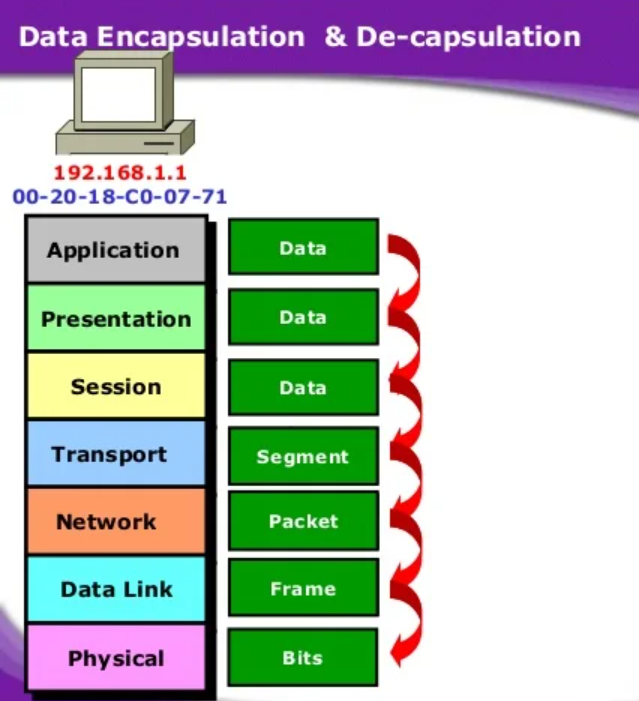 Data Encapsulation & De-capsulation
192.168.1.1
00-20-18-C0-07-71
Application
Data
Presentation
Data
Session
Data
Transport
Segment
Network
Packet
Data Link
Frame
Physical
Bits